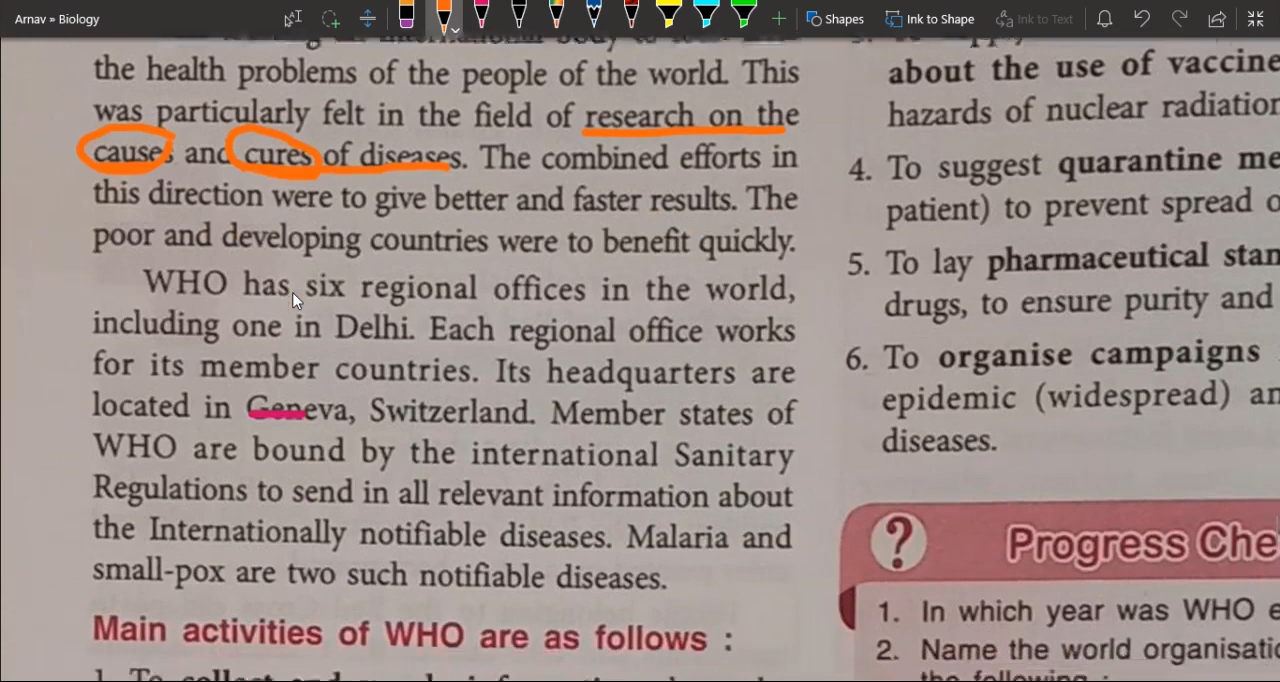 Arnav » Biology
Shapes
Ink to Shape
Ink to Text
the health problems of the people of the world. This
was particularly felt in the field of research on the
causes and cures of diseases. The combined efforts in
this direction were to give better and faster results. The
poor and developing countries were to benefit quickly.
WHO has six regional offices in the world,
including one in Delhi. Each regional office works
for its member countries. Its headquarters are
located in Geneva, Switzerland. Member states of
WHO are bound by the international Sanitary
Regulations to send in all relevant information about
the Internationally notifiable diseases. Malaria and
small-pox are two such notifiable diseases.
Main activities of WHO are as follows :
1. To collect and
about the use of vaccine
hazards of nuclear radiation
4. To suggest quarantine me
patient) to prevent spread o
5. To lay pharmaceutical stan
drugs, to ensure purity and
6. To organise campaigns
epidemic (widespread) an
diseases.
? Progress Che
1. In which year was WHO e
2. Name the world organisatio
the following :